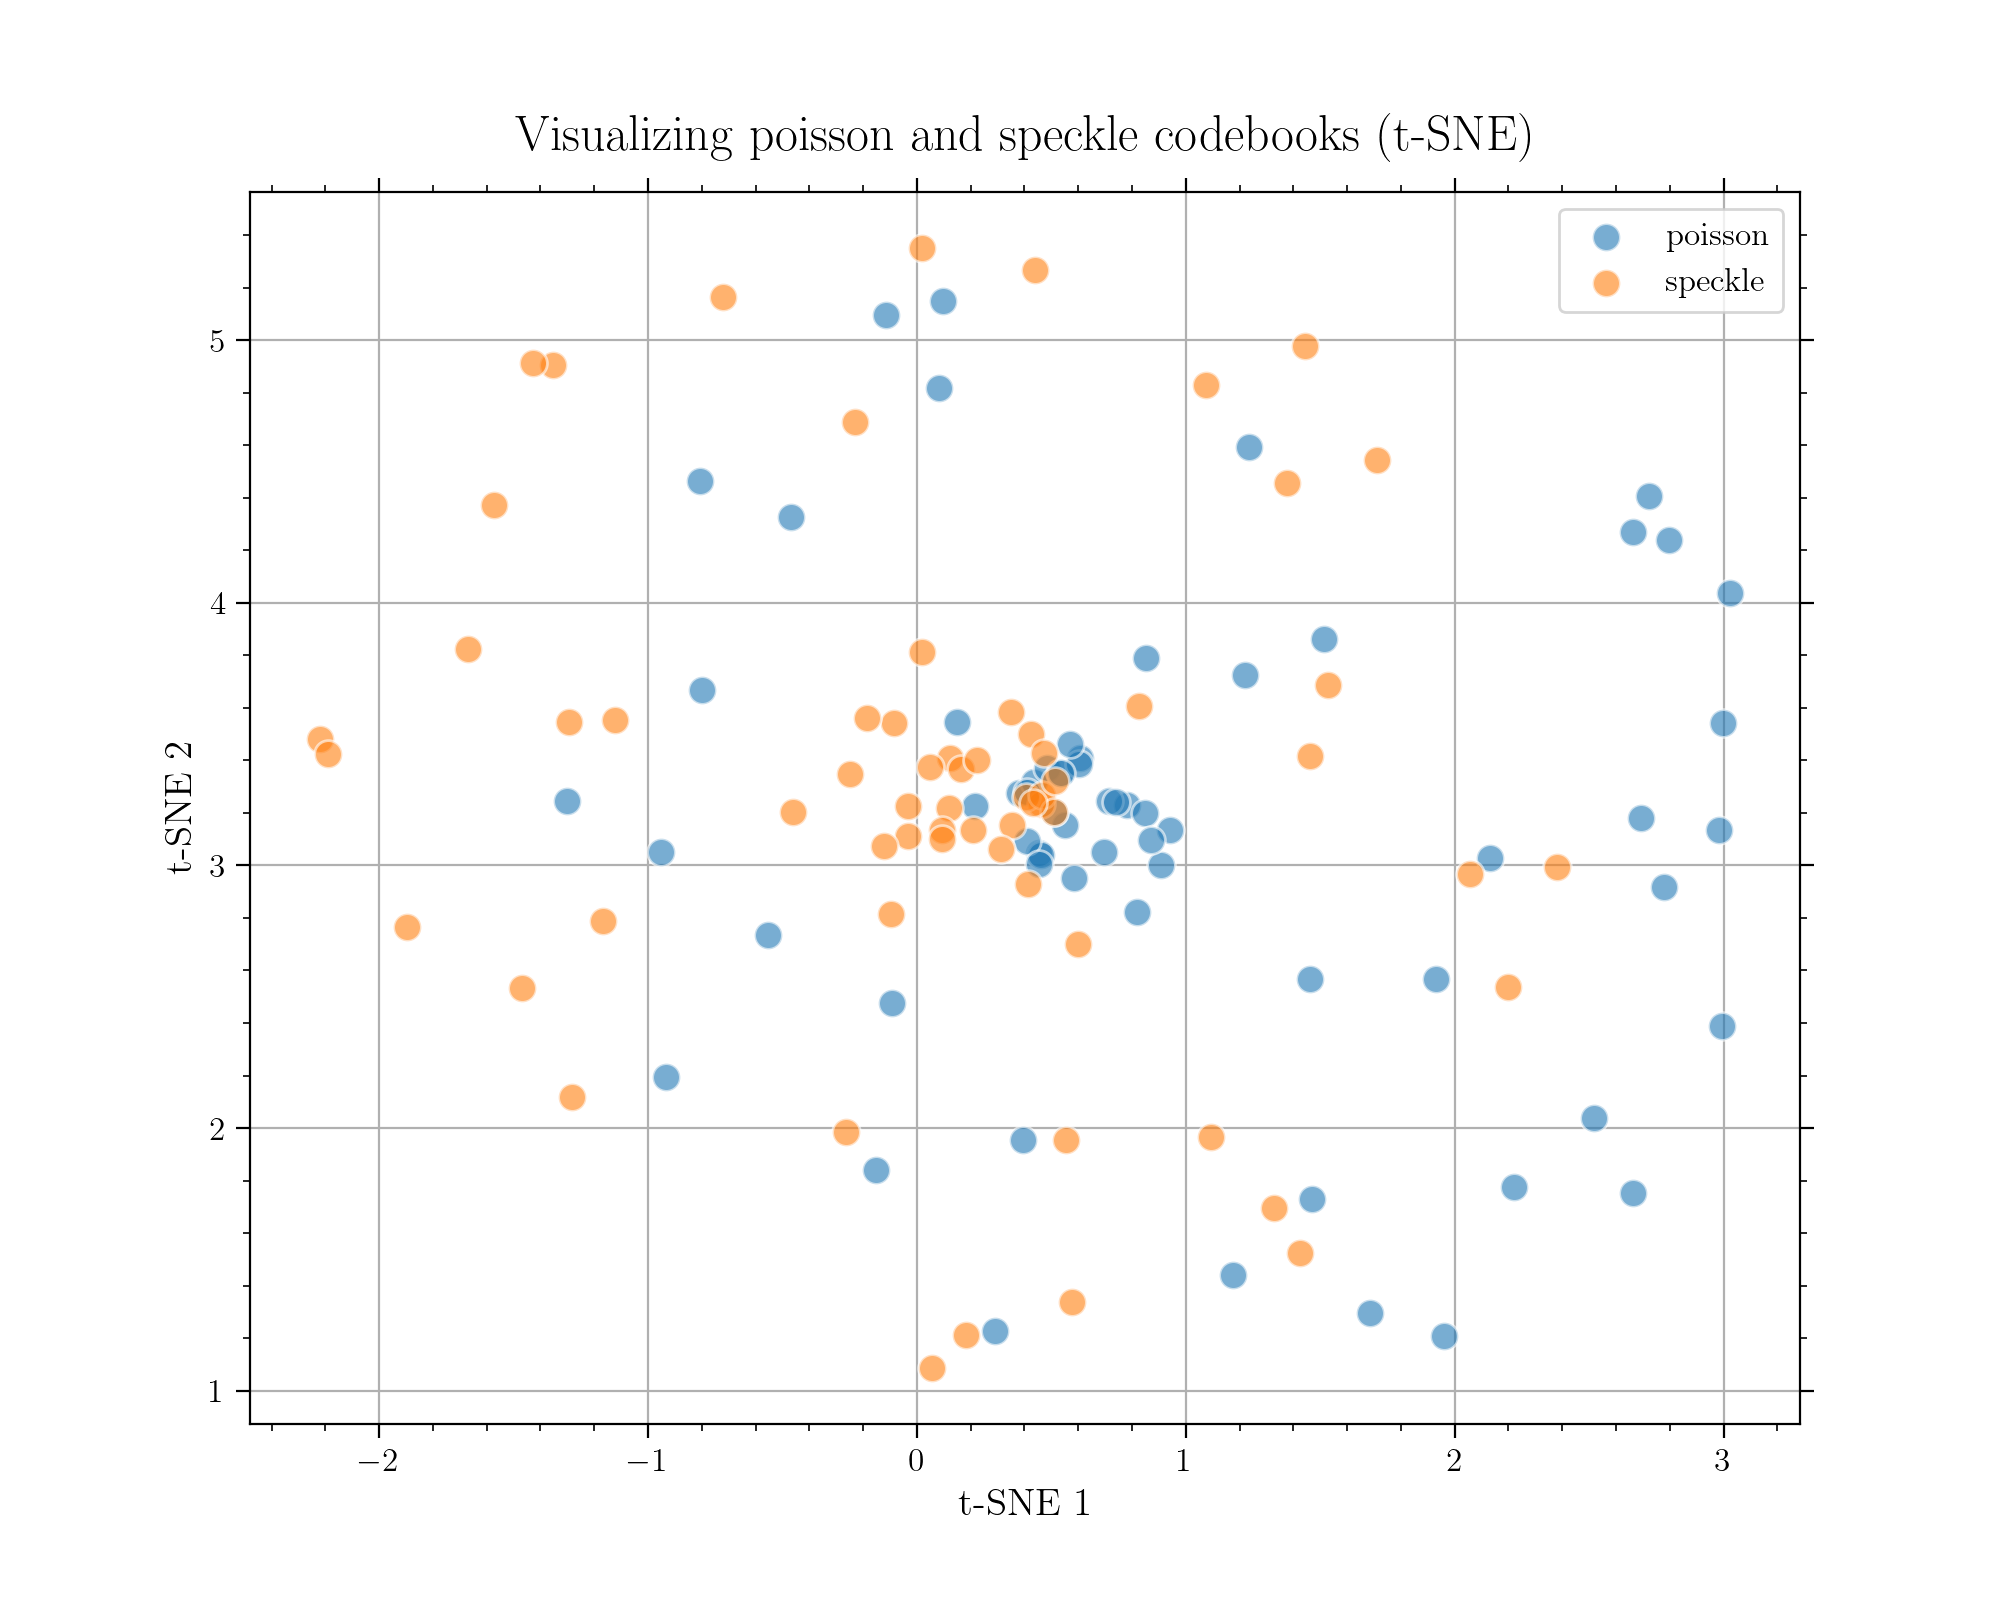 Visualizing poisson and speckle codebooks (t-SNE)
poisson
speckle
5
4
3
2
1
t-SNE 2
−2
−1
0
1
2
3
t-SNE 1